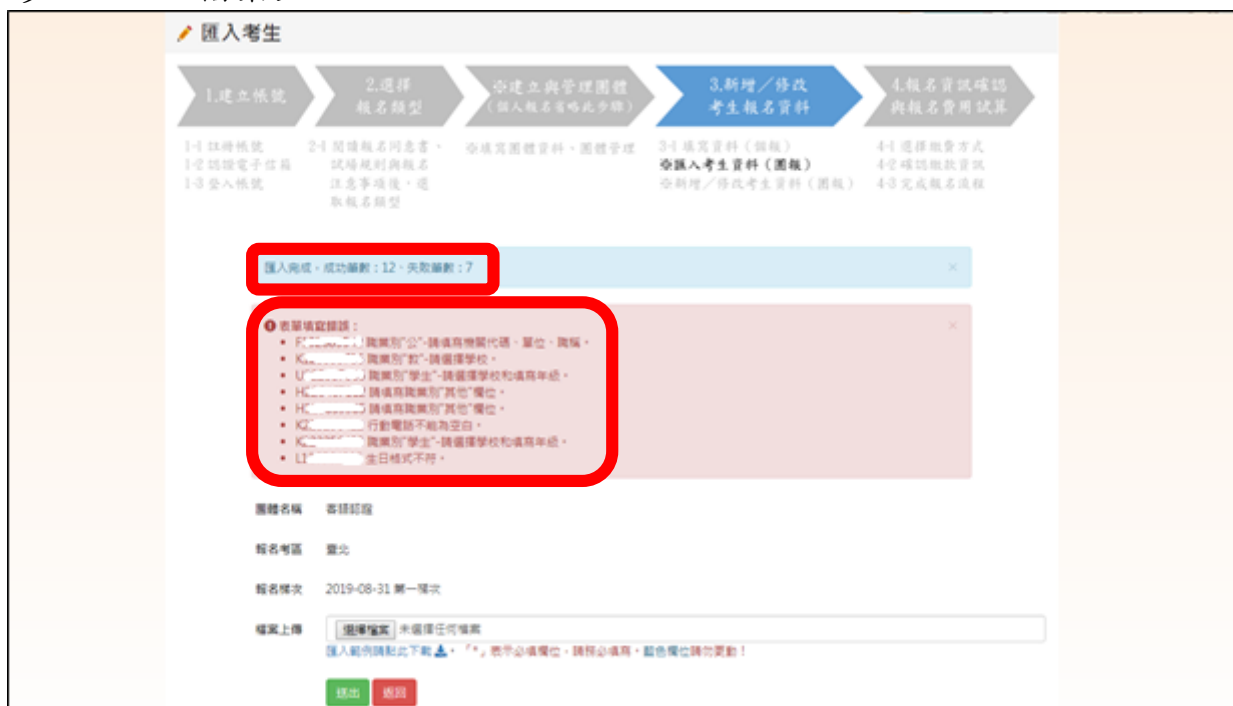 匯入考生
1.建立帳號
2.選擇
報名類型
※建立與管理團體
(個人報名省略此步驟)
3.新增／修改
考生報名資料
4.報名資訊確認
與報名費用試算
1-1 註冊帳號
1-2 認證電子信箱
1-3 登入帳號
2-1 閱讀報名同意書、
試場規則與報名
注意事項後，選
取報名類型
※填寫團體資料、團體管理
3-1 填寫資料（個報）
※匯入考生資料（團報）
※新增／修改考生資料（團報）
4-1 選擇繳費方式
4-2 確認繳款資訊
4-3 完成報名流程
匯入完成，成功筆數：12、失敗筆數：7
表單填寫錯誤：
職業別"公"-請填寫機關代碼、單位、職稱。
職業別"教"-請選擇學校。
職業別"學生"-請選擇學校和填寫年級。
請填寫職業別"其他"欄位。
請填寫職業別"其他"欄位。
行動電話不能為空白。
職業別"學生"-請選擇學校和填寫年級。
生日格式不符。
團體名稱 客語認證
報名考區 臺北
報名梯次 2019-08-31 第一梯次
檔案上傳 選擇檔案 未選擇任何檔案
匯入範例請點此下載。「*」表示必填欄位，請務必填寫。藍色欄位請勿更動！
送出 返回